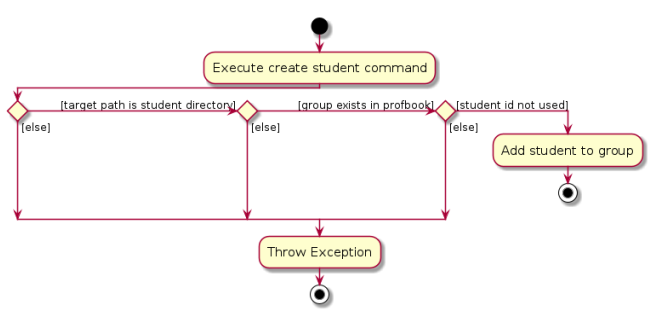 Execute create student command
[target path is student directory]
[group exists in profbook]
[student id not used]
[else]
[else]
[else]
Add student to group
Throw Exception